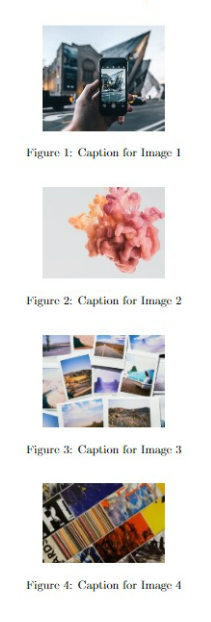 Figure 1: Caption for Image 1
Figure 2: Caption for Image 2
Figure 3: Caption for Image 3
Figure 4: Caption for Image 4